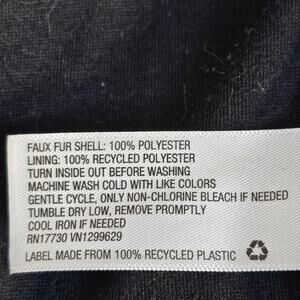 FAUX FUR SHELL: 100% POLYESTER
LINING: 100% RECYCLED POLYESTER
TURN INSIDE OUT BEFORE WASHING
MACHINE WASH COLD WITH LIKE COLORS
GENTLE CYCLE, ONLY NON-CHLORINE BLEACH IF NEEDED
TUMBLE DRY LOW, REMOVE PROMPTLY
COOL IRON IF NEEDED
RN17730 VN1299629
LABEL MADE FROM 100% RECYCLED PLASTIC